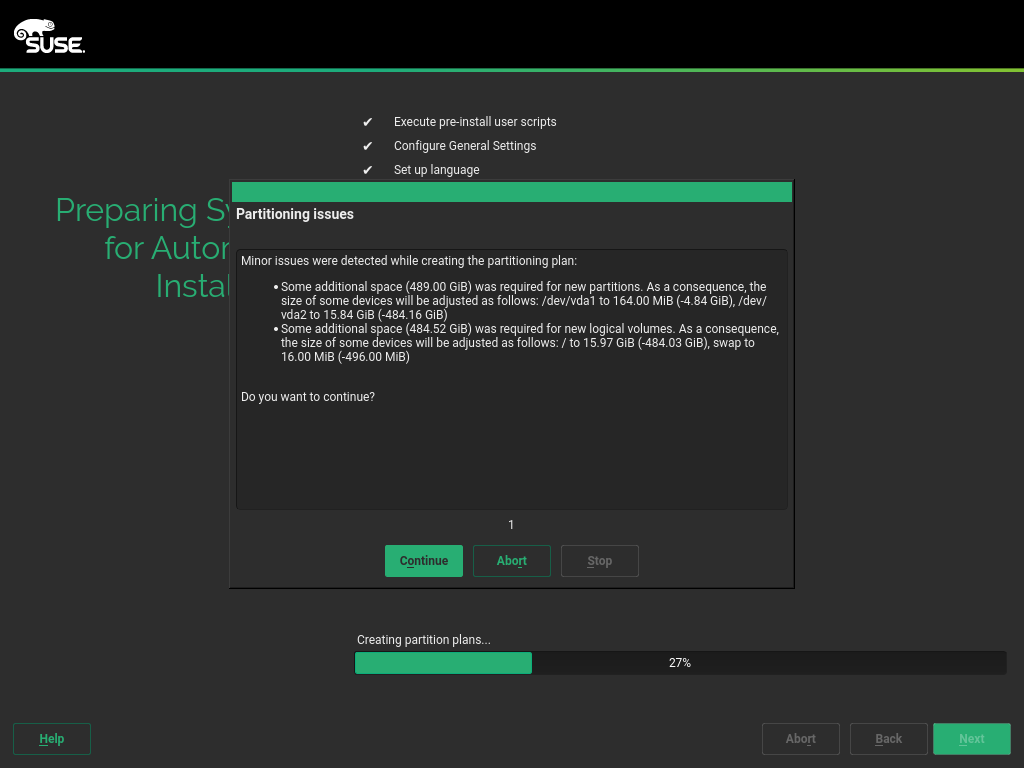 SUSE.
✔ Execute pre-install user scripts
✔ Configure General Settings
✔ Set up language
Preparing Sy
for Autor
Instal
Partitioning issues
Minor issues were detected while creating the partitioning plan:
• Some additional space (489.00 GiB) was required for new partitions. As a consequence, the
size of some devices will be adjusted as follows: /dev/vda1 to 164.00 MiB (-4.84 GiB), /dev/
vda2 to 15.84 GiB (-484.16 GiB)
• Some additional space (484.52 GiB) was required for new logical volumes. As a consequence,
the size of some devices will be adjusted as follows: / to 15.97 GiB (-484.03 GiB), swap to
16.00 MiB (-496.00 MiB)
Do you want to continue?
1
Continue Abort Stop
Creating partition plans...
27%
Help Abort Back Next